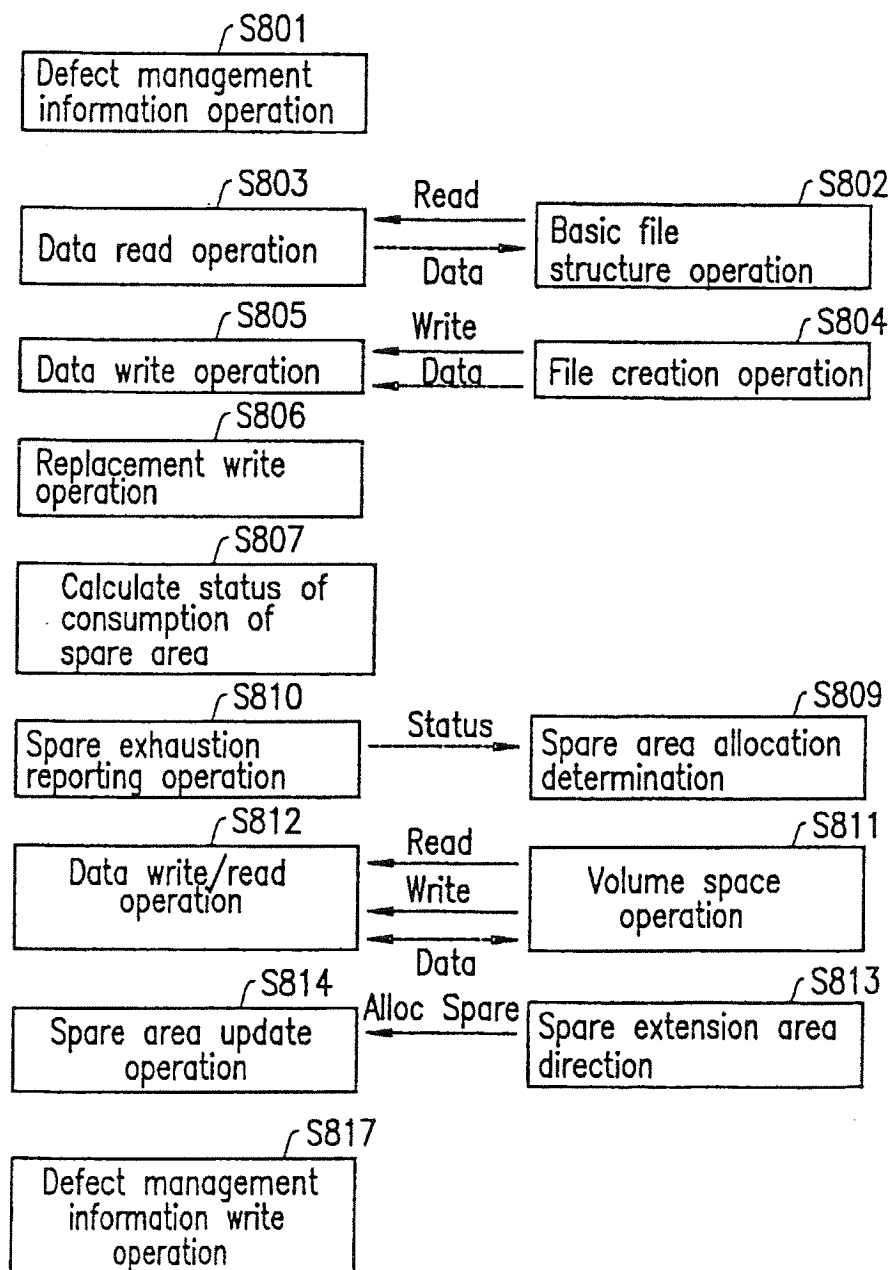 S801
Defect management
information operation
S803
Read
S802
Data read operation
Data
Basic file
structure operation
S805
Write
S804
Data write operation
Data
File creation operation
S806
Replacement write
operation
S807
Calculate status of
consumption of
spare area
S810
Status
S809
Spare exhaustion
reporting operation
Spare area allocation
determination
S812
Read
S811
Data write/read
operation
Write
Data
Volume space
operation
S814
Alloc Spare
S813
Spare area update
operation
Spare extension area
direction
S817
Defect management
information write
operation